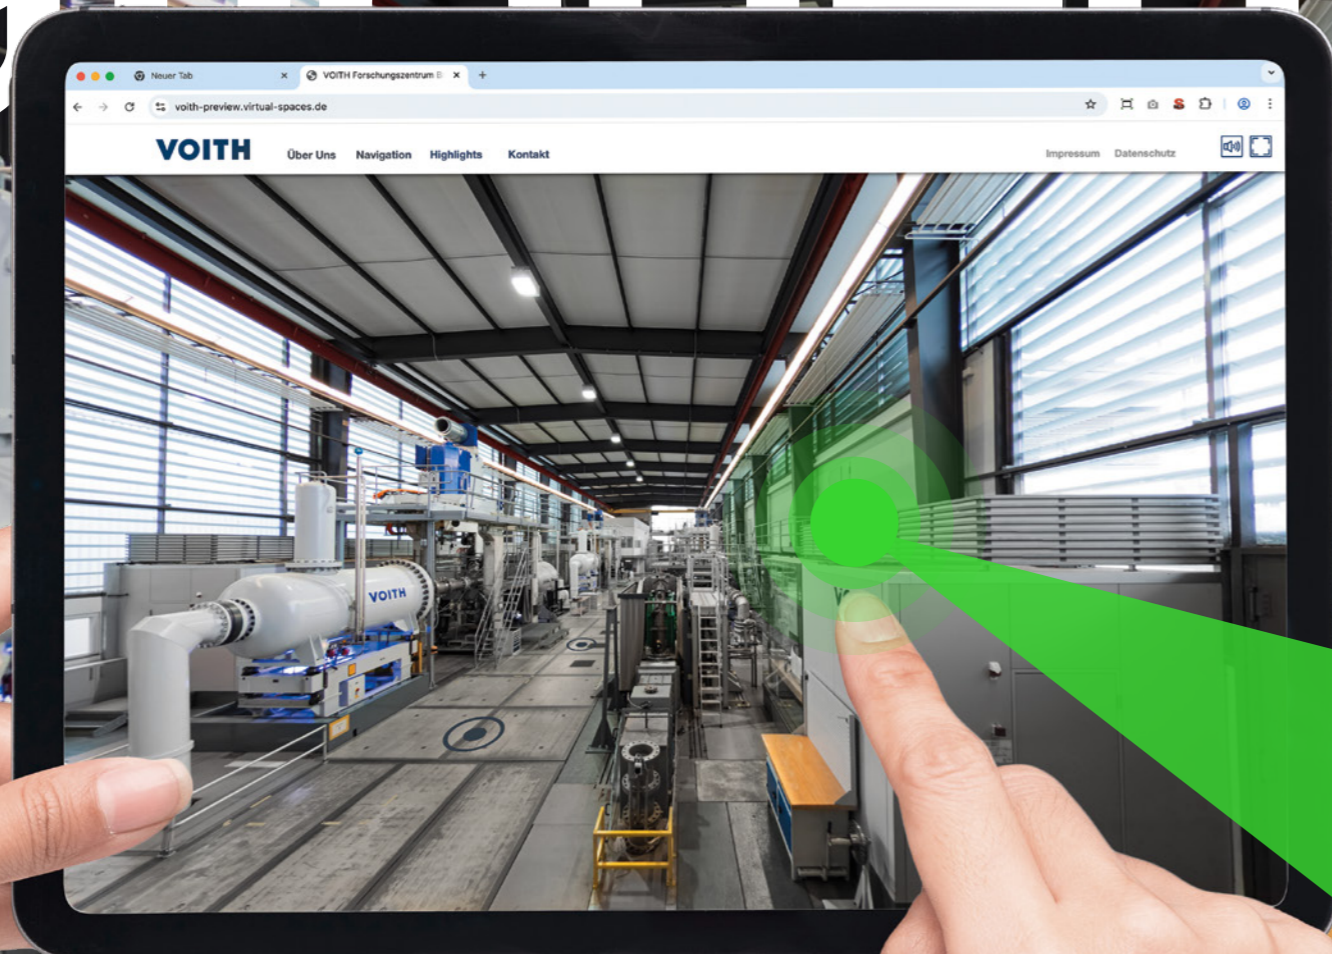 Neuer Tab
VOITH Forschungszentrum B
voith-preview.virtual-spaces.de
VOITH Über Uns Navigation Highlights Kontakt Impressum Datenschutz
VOITH